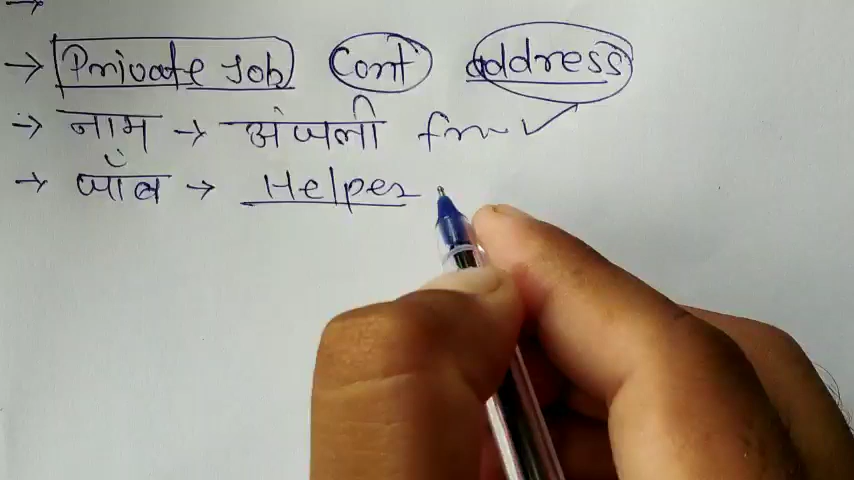 →
→ Private Job Cont address
→ नाम → अंजली
→ जॉब → Helper